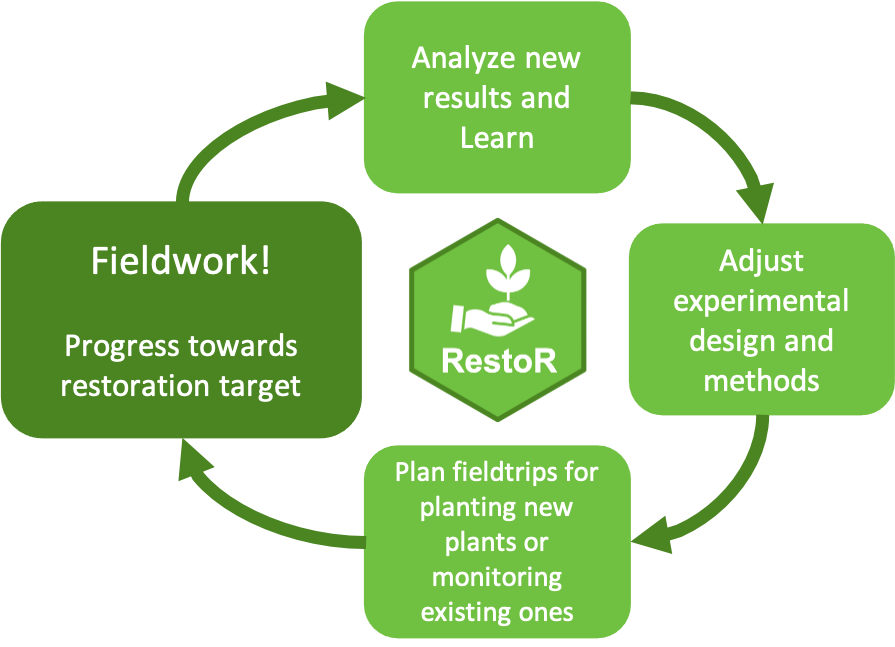 Analyze new
results and
Learn
Fieldwork!
Progress towards
restoration target
RestoR
Adjust
experimental
design and
methods
Plan fieldtrips for
planting new
plants or
monitoring
existing ones